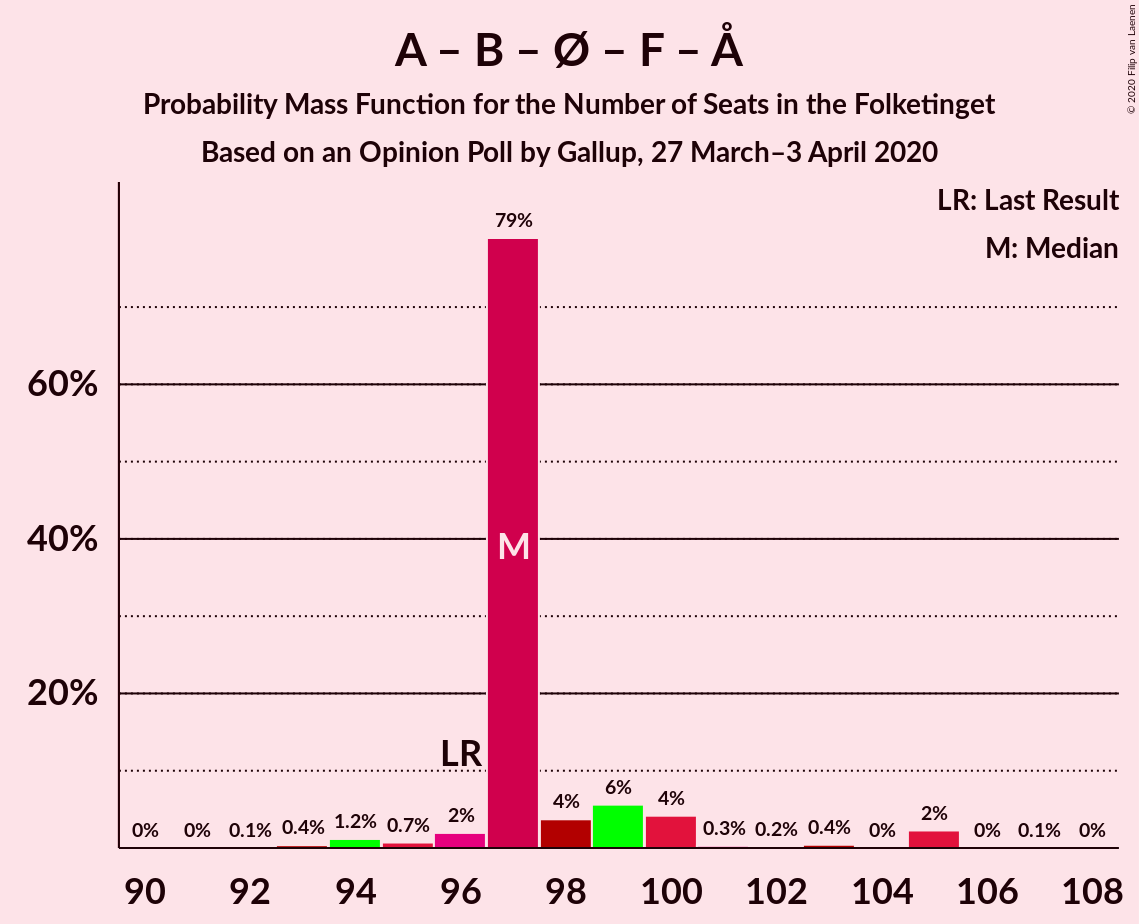 A – B – Ø – F – Å
Probability Mass Function for the Number of Seats in the Folketinget
Based on an Opinion Poll by Gallup, 27 March–3 April 2020
© 2020 Filip van Laenen
LR: Last Result
M: Median
60%
40%
20%
0%
0%
0.1%
0.4%
1.2%
0.7%
2%
79%
4%
6%
4%
0.3%
0.2%
0.4%
0%
2%
0%
0.1%
0%
LR
M
90 92 94 96 98 100 102 104 106 108